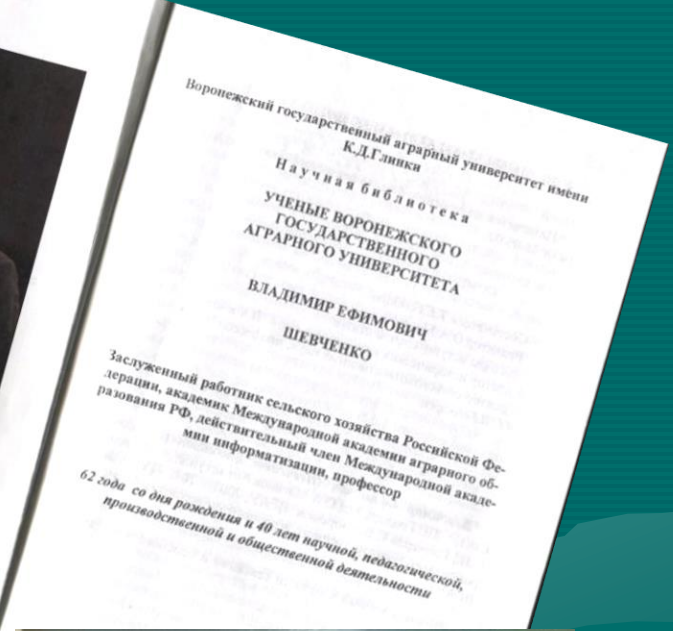 Воронежский государственный аграрный университет имени
К.Д.Глинки
Научная библиотека
УЧЕНЫЕ ВОРОНЕЖСКОГО
ГОСУДАРСТВЕННОГО
АГРАРНОГО УНИВЕРСИТЕТА
ВЛАДИМИР ЕФИМОВИЧ
ШЕВЧЕНКО
Заслуженный работник сельского хозяйства Российской Фе-
дерации, академик Международной академии аграрного об-
разования РФ, действительный член Международной акаде-
мии информатизации, профессор
62 года со дня рождения и 40 лет научной, педагогической,
производственной и общественной деятельности